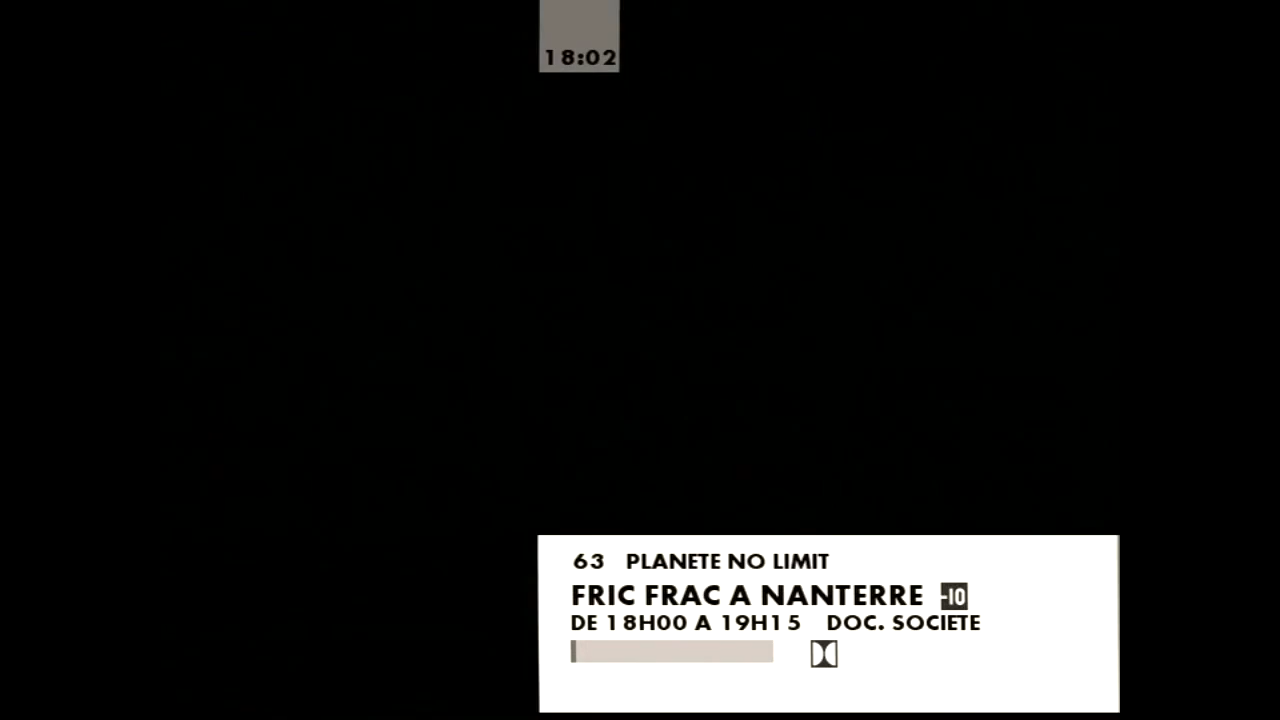 18:02
63 PLANETE NO LIMIT
FRIC FRAC A NANTERRE -10
DE 18H00 A 19H15 DOC. SOCIETE